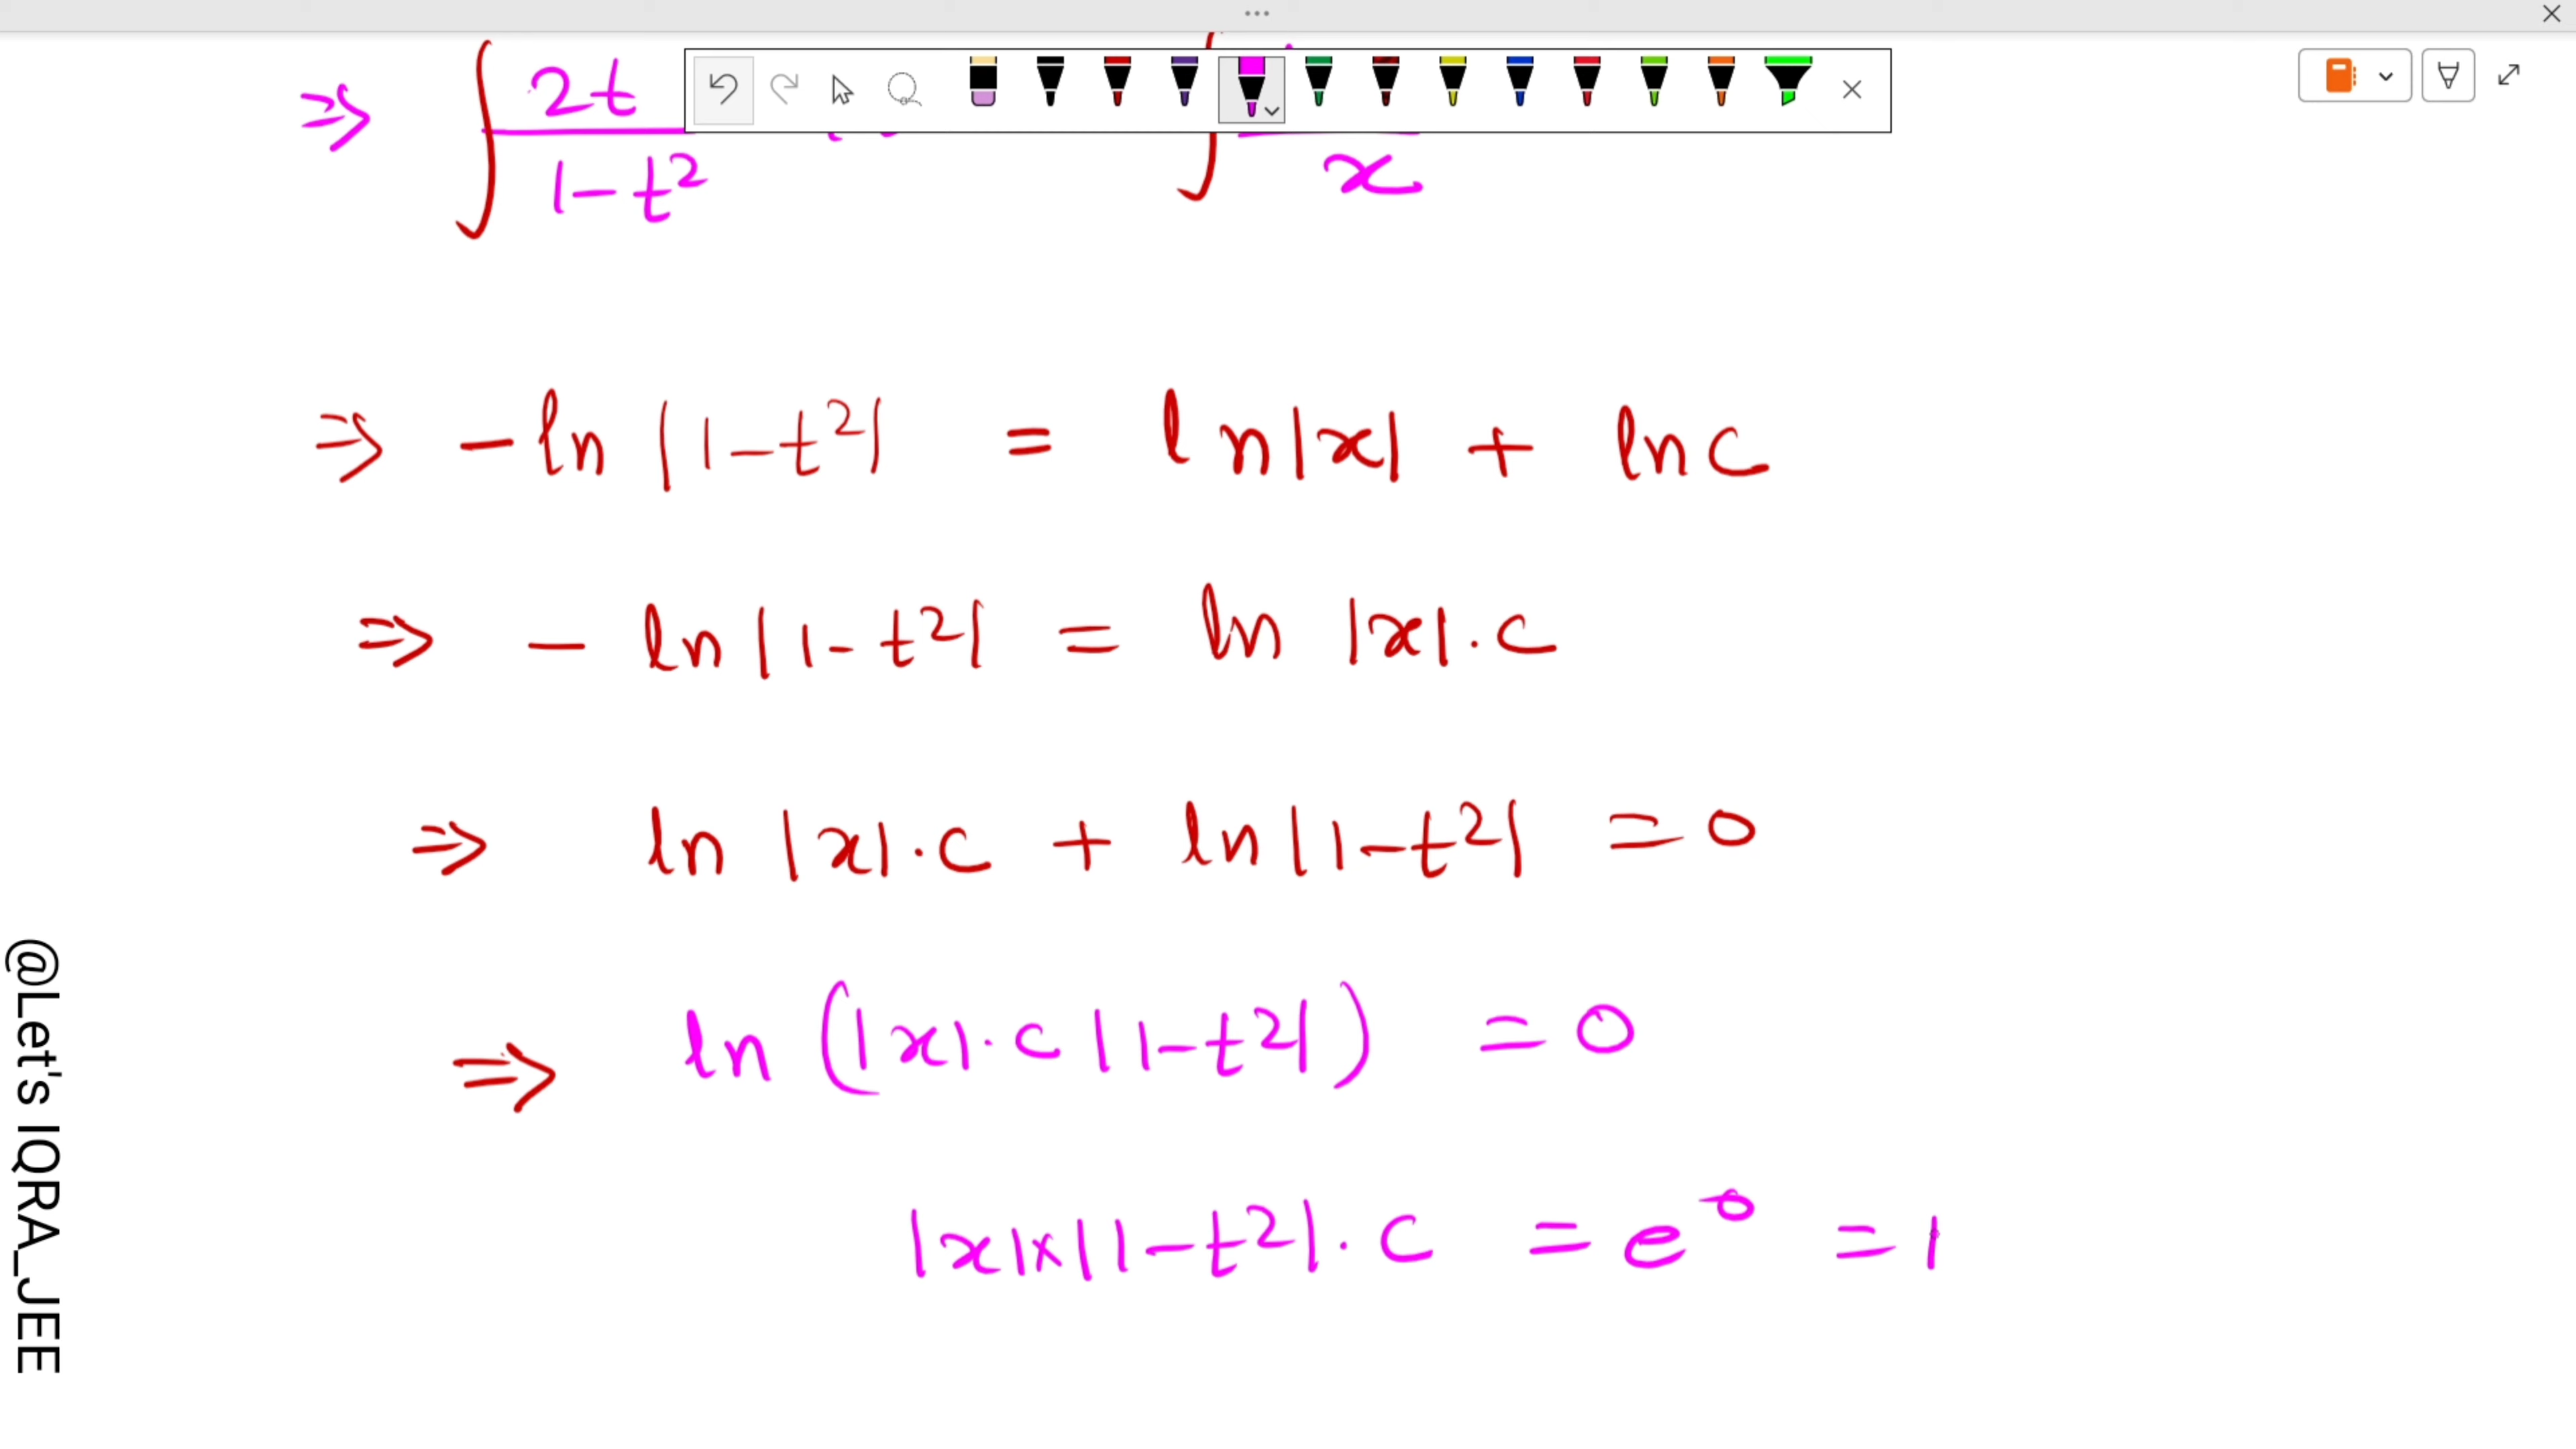 ⇒ ∫ 2t / 1-t² ∫ / x
⇒ -ln |1-t²| = ln|x| + lnc
⇒ - ln|1-t²| = ln |x|.c
⇒ ln |x|.c + ln|1-t²| = 0
⇒ ln (|x|.c |1-t²|) = 0
|x|x|1-t²|.c = e⁰ = 1
@Let's IQRA_JEE